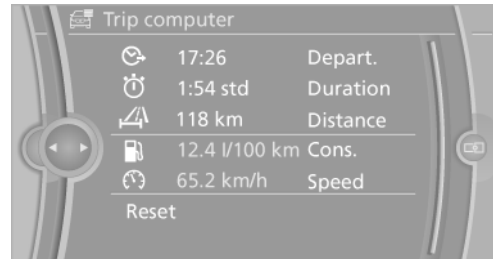 Trip computer
17:26 Depart.
1:54 std Duration
118 km Distance
12.4 l/100 km Cons.
65.2 km/h Speed
Reset